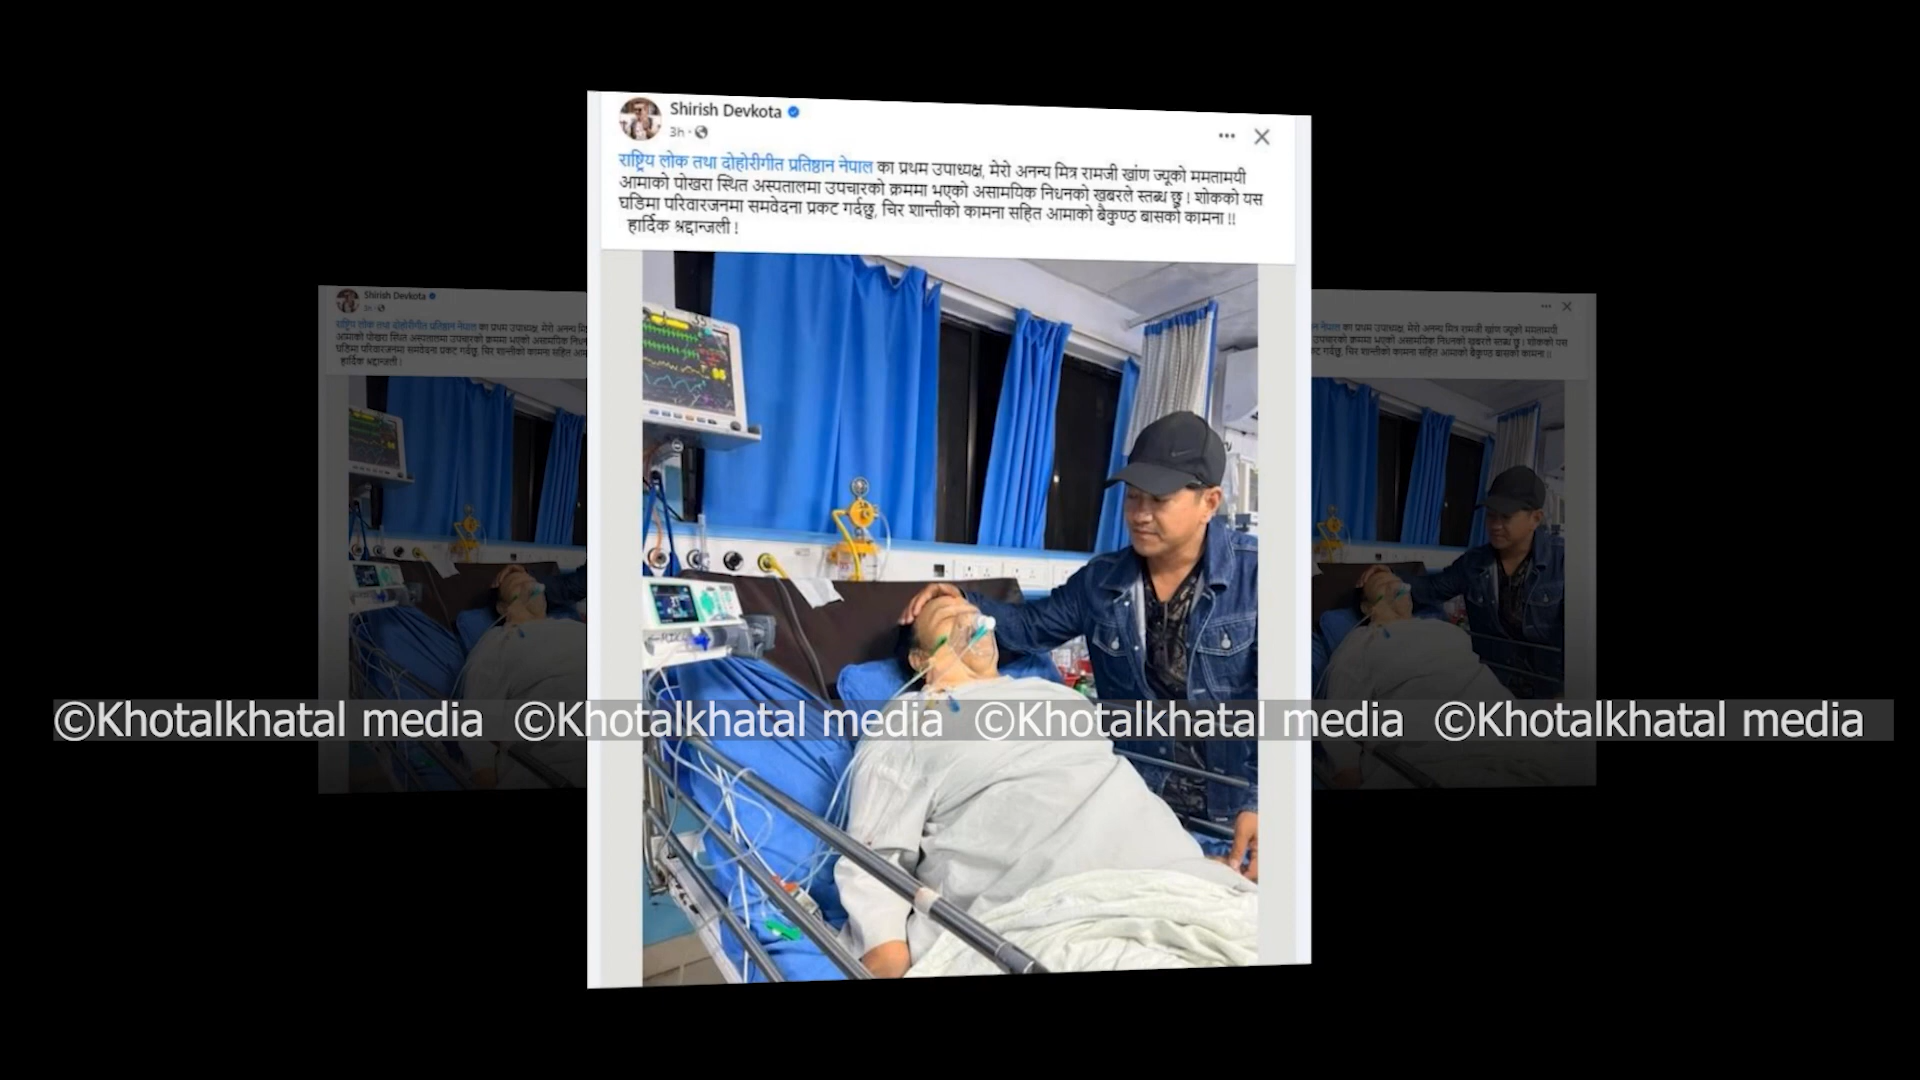 Shirish Devkota
3h
राष्ट्रिय लोक तथा दोहोरीगीत प्रतिष्ठान नेपाल का प्रथम उपाध्यक्ष, मेरो अनन्य मित्र रामजी खांण ज्यूको ममतामयी
आमाको पोखरा स्थित अस्पतालमा उपचारको क्रममा भएको असामयिक निधनको खबरले स्तब्ध छु ! शोकको यस
घडिमा परिवारजनमा समवेदना प्रकट गर्दछु, चिर शान्तीको कामना सहित आमाको बैकुण्ठ बासको कामना !!
हार्दिक श्रद्दान्जली !
©Khotalkhatal media ©Khotalkhatal media ©Khotalkhatal media ©Khotalkhatal media